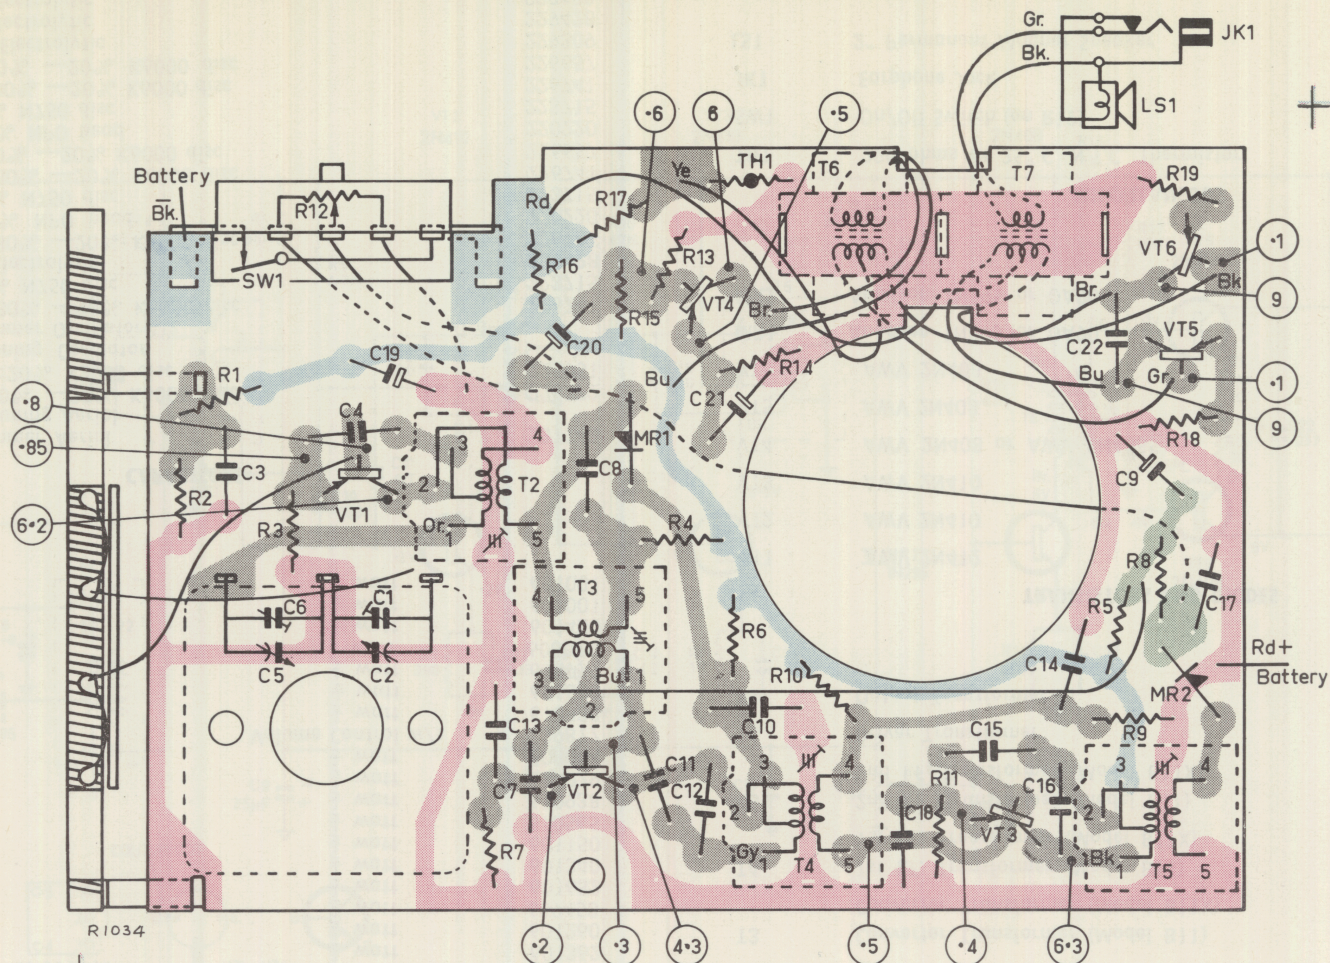 Gr.
JK1
Bk.
LS1
·6
6
·5
Battery
Bk.
R12
SW1
Rd
R17
Ye
TH1
T6
T7
R19
R16
R13
VT6
·1
R15
VT4
Br.
Br.
Bk
9
C20
R14
C22
VT5
C19
Bu
Bu
Gr
·1
R1
C21
9
·8
C4
MR1
R18
·85
3
4
C3
2
T2
C8
C9
R2
VT1
6·2
R3
Or.
1
5
R4
R8
C17
T3
C6
C1
4
5
R5
R6
C5
C2
3
Bu
1
R10
C14
Rd+
Battery
MR2
2
C13
C10
R9
C15
C7
VT2
C11
C12
3
4
R11
C16
3
4
2
C18
VT3
2
R7
Gy
1
T4
5
Bk
1
T5
5
R1034
·2
·3
4·3
·5
·4
6·3